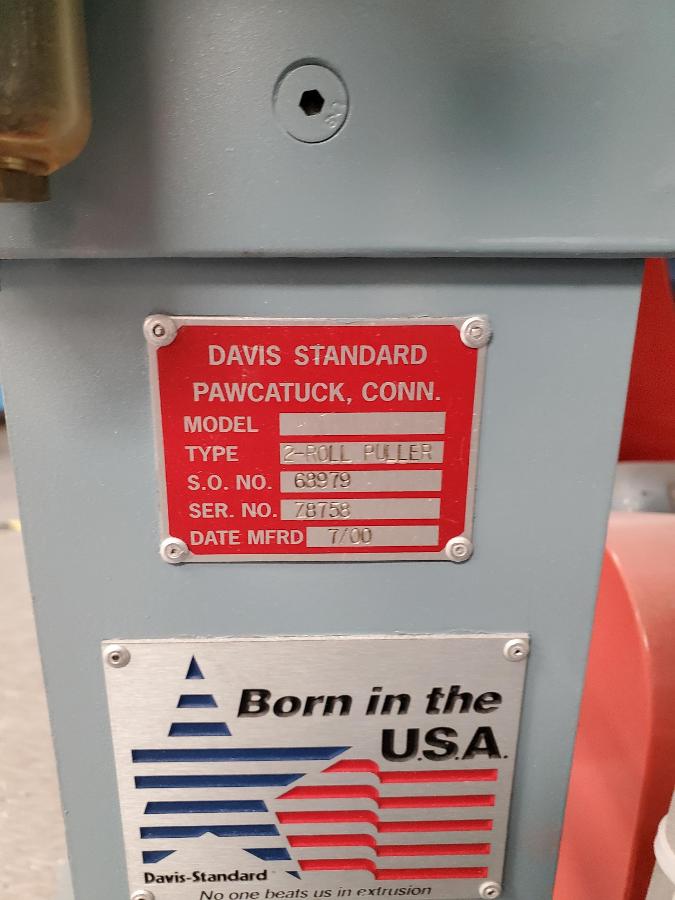 DAVIS STANDARD
PAWCATUCK, CONN.
MODEL
TYPE 2-ROLL PULLER
S.O. NO. 68979
SER. NO. Z8758
DATE MFRD 7/00
Born in the
U.S.A.
Davis-Standard
No one beats us in extrusion